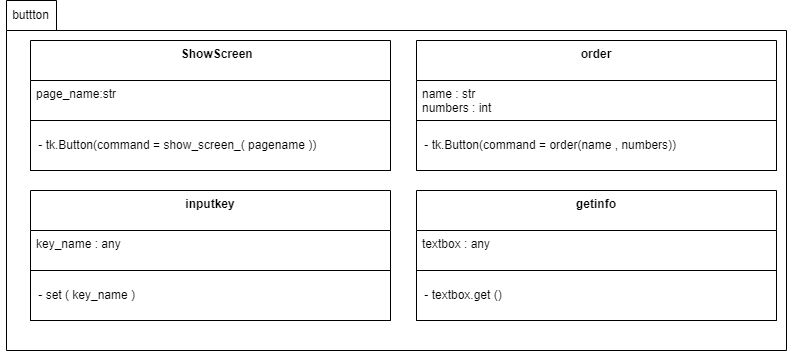 buttton
ShowScreen
page_name:str
- tk.Button(command = show_screen_( pagename ))
order
name : str
numbers : int
- tk.Button(command = order(name , numbers))
inputkey
key_name : any
- set ( key_name )
getinfo
textbox : any
- textbox.get ()